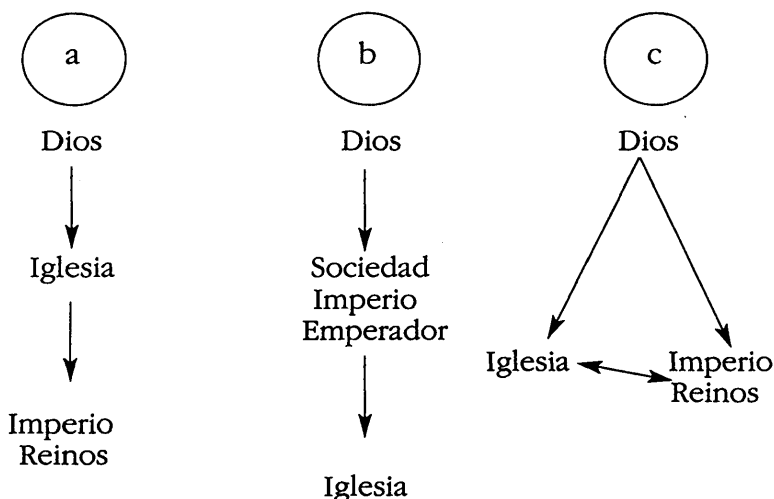 a
Dios
Iglesia
Imperio
Reinos
b
Dios
Sociedad
Imperio
Emperador
Iglesia
c
Dios
Iglesia
Imperio
Reinos